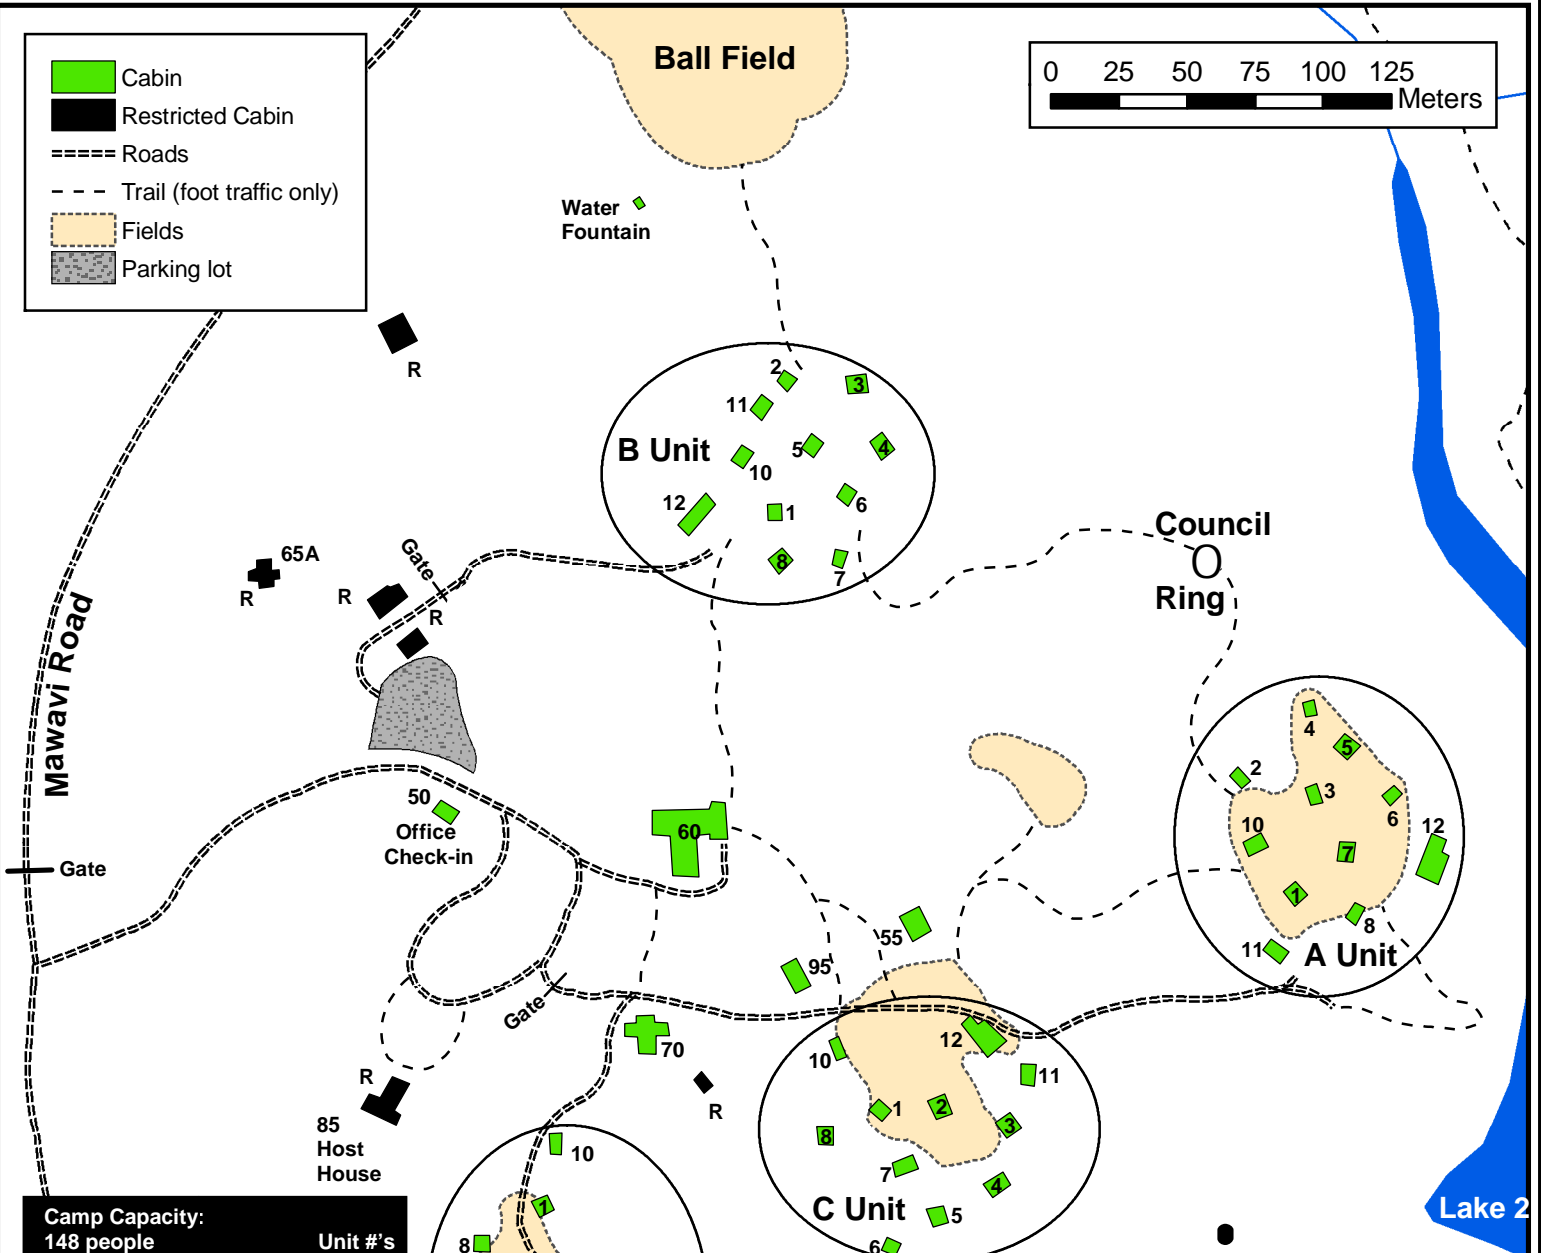 Cabin
Restricted Cabin
Roads
Trail (foot traffic only)
Fields
Parking lot
Ball Field
0 25 50 75 100 125
Meters
Water
Fountain
R
B Unit
2
3
11
5
4
10
12
6
1
8
7
Council
Ring
65A
R
Gate
R
R
Mawavi Road
Gate
50
Office
Check-in
60
55
95
Gate
70
R
R
85
Host
House
A Unit
4
5
2
3
6
10
12
7
1
8
11
C Unit
12
10
11
1
2
3
8
7
4
5
6
10
1
8
Lake 2
Camp Capacity:
148 people Unit #'s